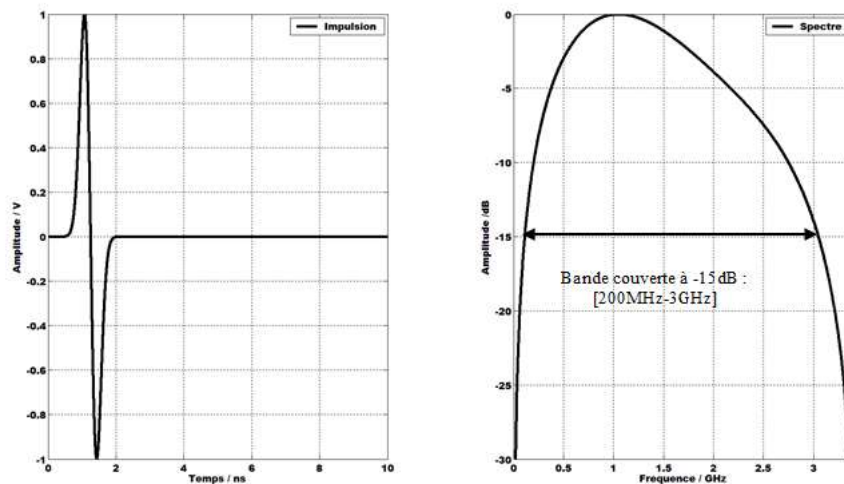 Impulsion
1
0.8
0.6
0.4
0.2
0
-0.2
-0.4
-0.6
-0.8
-1
Amplitude / V
0 2 4 6 8 10
Temps / ns
Spectre
0
-5
-10
-15
-20
-25
-30
Amplitude /dB
Bande couverte à -15dB :
[200MHz-3GHz]
0 0.5 1 1.5 2 2.5 3
Frequence / GHz